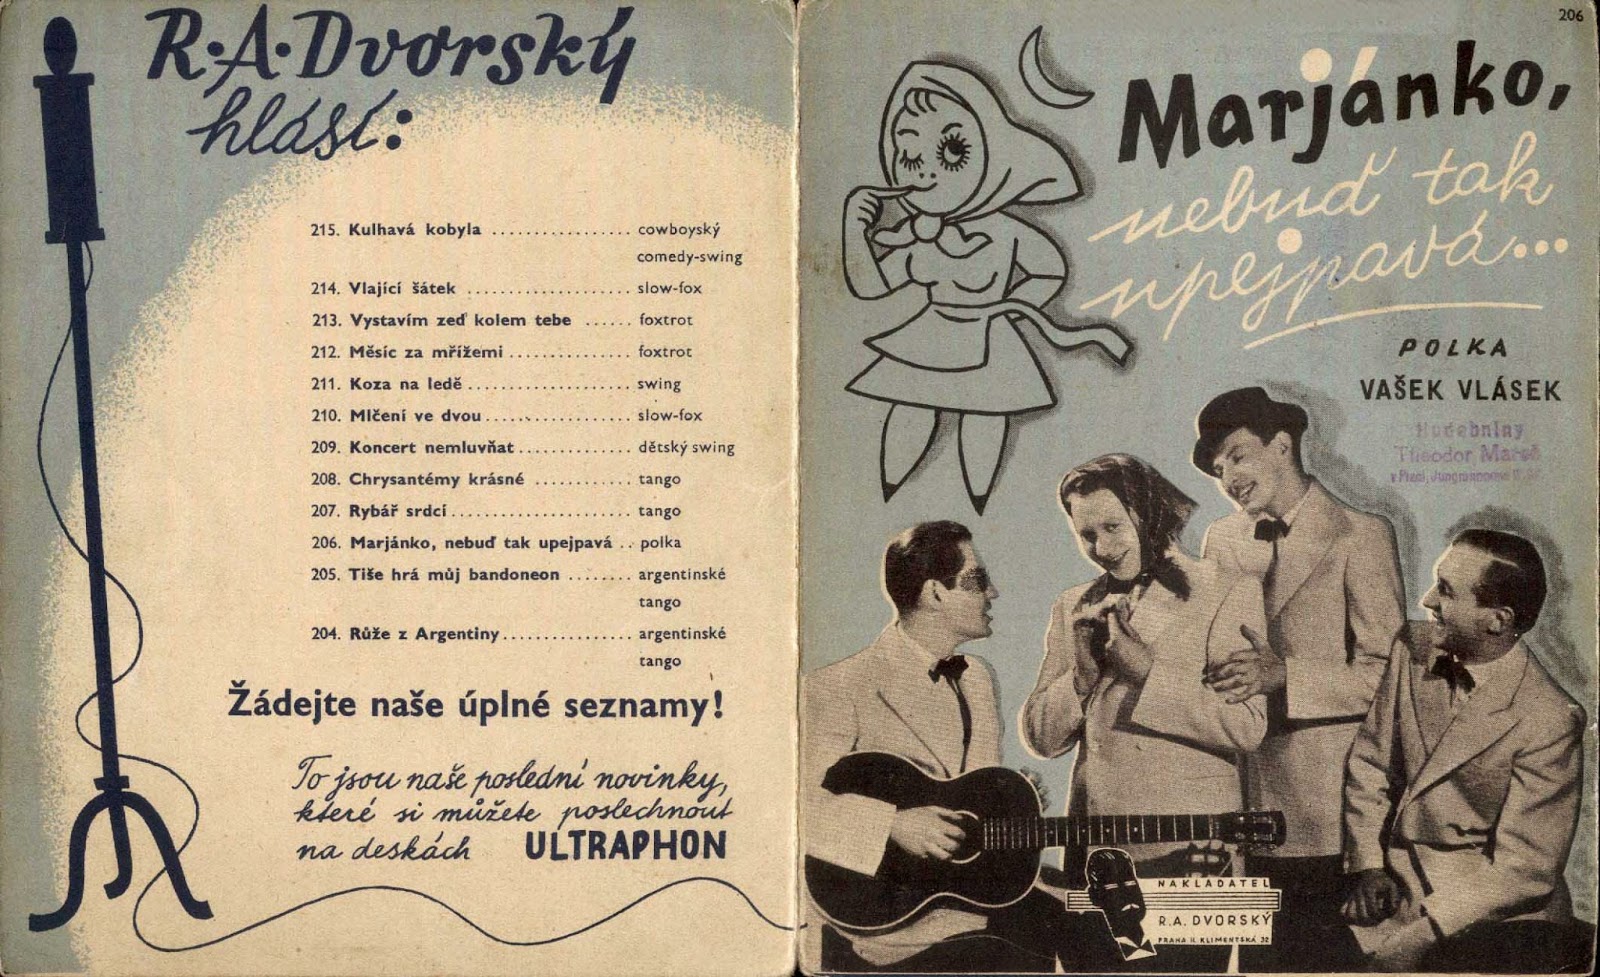 R·A·Dvorský
hlásí:
215. Kulhavá kobyla ................. cowboyský
comedy-swing
214. Vlající šátek .................... slow-fox
213. Vystavím zeď kolem tebe ...... foxtrot
212. Měsíc za mřížemi ............... foxtrot
211. Koza na ledě .................... swing
210. Mlčení ve dvou .................. slow-fox
209. Koncert nemluvňat .............. dětský swing
208. Chrysantémy krásné ............ tango
207. Rybář srdcí ...................... tango
206. Marjánko, nebuď tak upejpavá .. polka
205. Tiše hrá můj bandoneon ........ argentinské
tango
204. Růže z Argentiny ................ argentinské
tango
Žádejte naše úplné seznamy!
To jsou naše poslední novinky,
které si můžete poslechnout
na deskách ULTRAPHON
206
Marjánko,
nebuď tak
upejpavá...
POLKA
VAŠEK VLÁSEK
Hudebniny
Theodor Mareš
NAKLADATEL
R.A. DVORSKÝ
PRAHA II. KLIMENTSKÁ 32